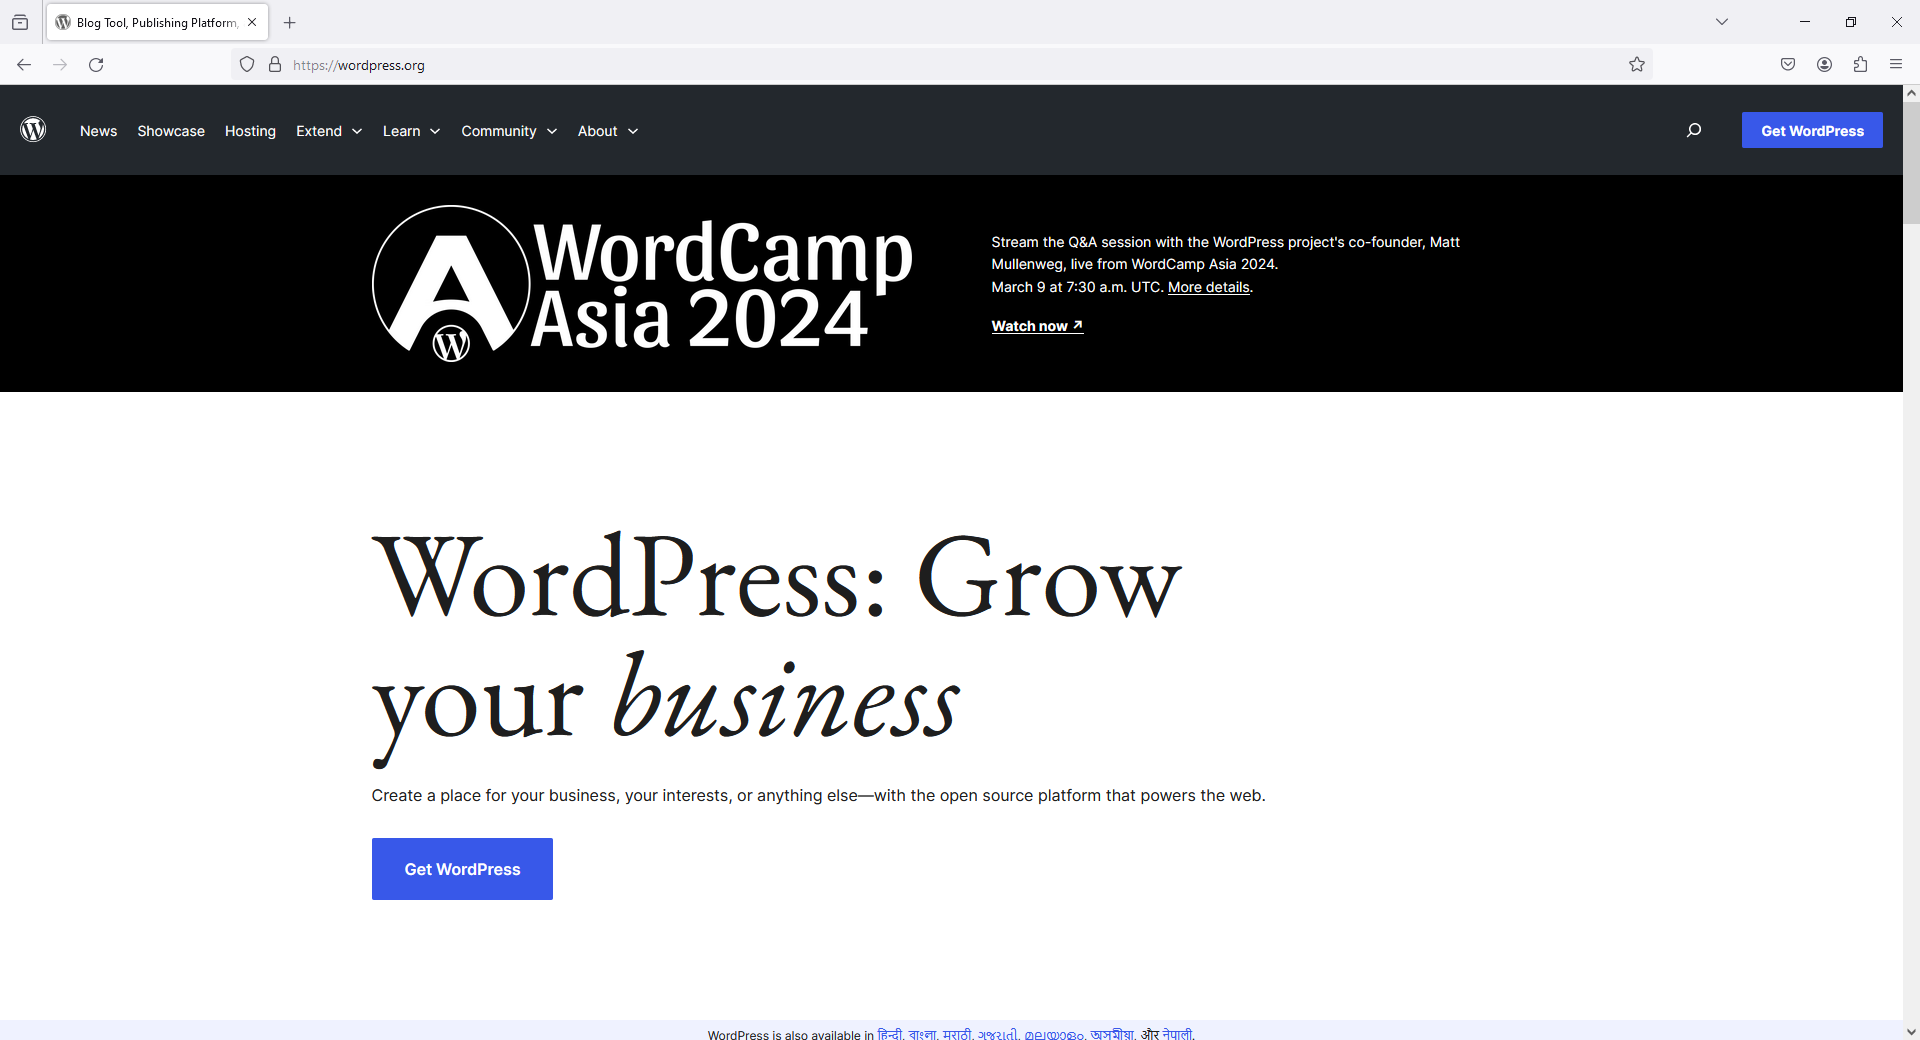 Blog Tool, Publishing Platform,
https://wordpress.org
News Showcase Hosting Extend Learn Community About
Get WordPress
WordCamp
Asia 2024
Stream the Q&A session with the WordPress project's co-founder, Matt
Mullenweg, live from WordCamp Asia 2024.
March 9 at 7:30 a.m. UTC. More details.
Watch now ↗
WordPress: Grow
your business
Create a place for your business, your interests, or anything else—with the open source platform that powers the web.
Get WordPress
WordPress is also available in हिन्दी, বাংলা, मराठी, ગુજરાતી, മലയാളം, অসমীয়া, और नेपाली.